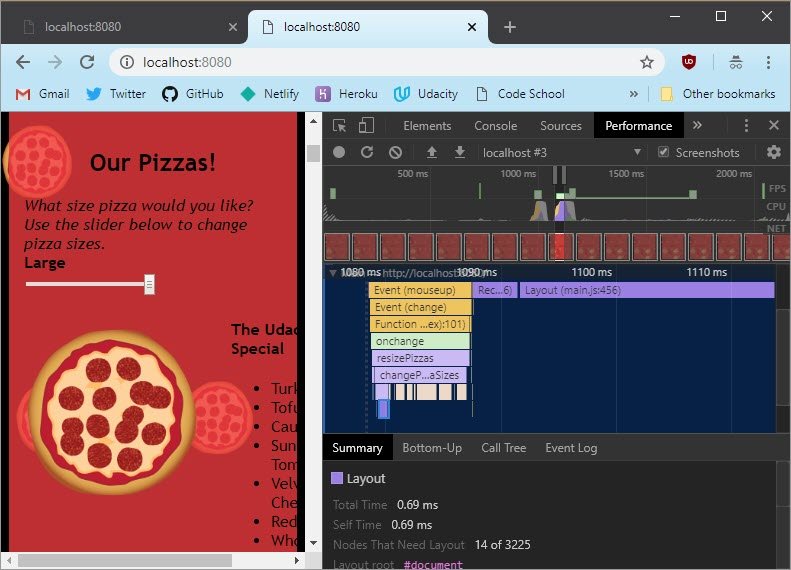 localhost:8080
localhost:8080
localhost:8080
Gmail Twitter GitHub Netlify Heroku Udacity Code School » Other bookmarks
Our Pizzas!
What size pizza would you like?
Use the slider below to change
pizza sizes.
Large
The Udac
Special
Turk
Tofu
Cau
Sun
Tom
Velv
Che
Red
Who
Elements Console Sources Performance »
localhost #3 Screenshots
500 ms 1000 ms 1500 ms 2000 ms
FPS
CPU
NET
1080 ms 1090 ms 1100 ms 1110 ms
http://localhost
Event (mouseup) Rec...6) Layout (main.js:456)
Event (change)
Function ...ex):101)
onchange
resizePizzas
changeP...aSizes
Summary Bottom-Up Call Tree Event Log
Layout
Total Time 0.69 ms
Self Time 0.69 ms
Nodes That Need Layout 14 of 3225
Layout root #document